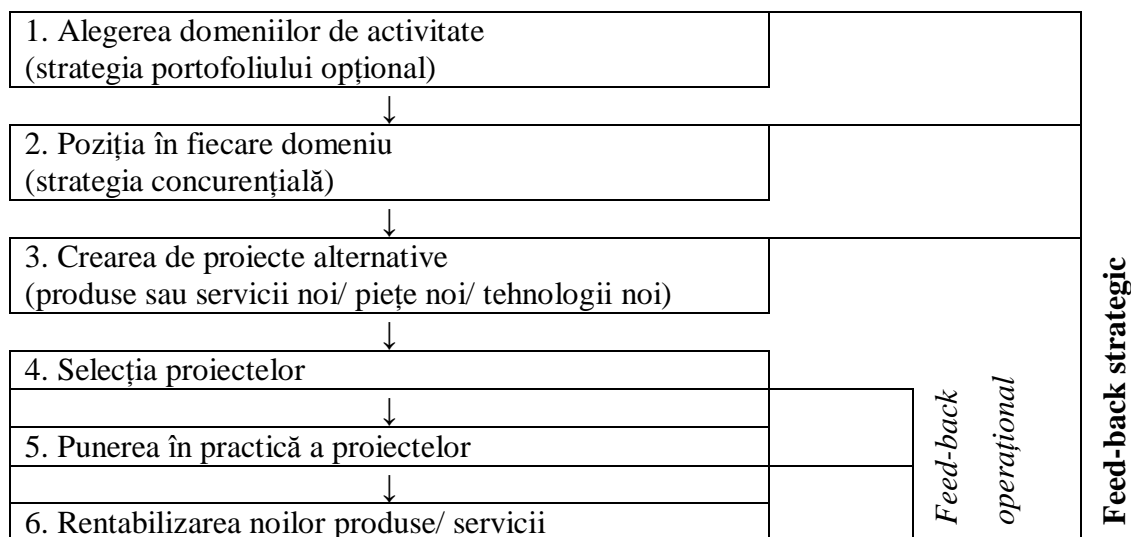 1. Alegerea domeniilor de activitate
(strategia portofoliului opțional)
↓
2. Poziția în fiecare domeniu
(strategia concurențială)
↓
3. Crearea de proiecte alternative
(produse sau servicii noi/ piețe noi/ tehnologii noi)
↓
4. Selecția proiectelor
↓
5. Punerea în practică a proiectelor
↓
6. Rentabilizarea noilor produse/ servicii
Feed-back
operațional
Feed-back strategic